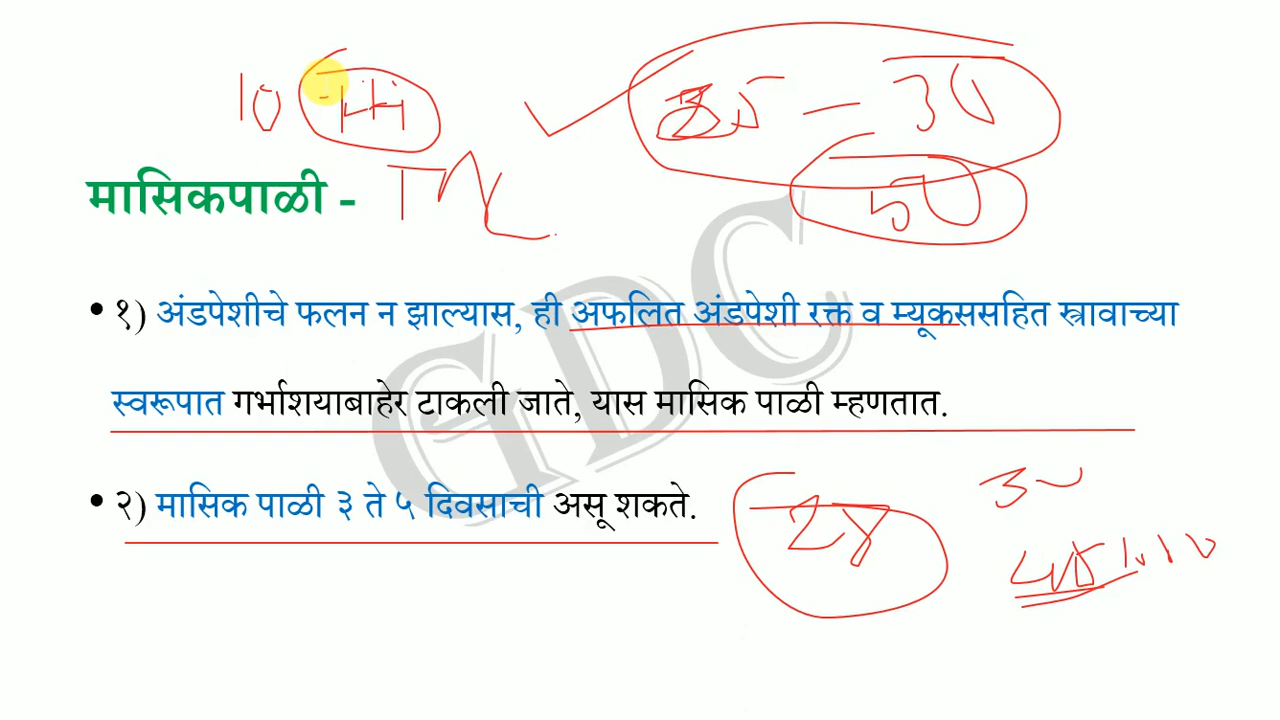 10
30
50
मासिकपाळी -
GDC
• १) अंडपेशीचे फलन न झाल्यास, ही अफलित अंडपेशी रक्त व म्यूकससहित स्त्रावाच्या
स्वरूपात गर्भाशयाबाहेर टाकली जाते, यास मासिक पाळी म्हणतात.
• २) मासिक पाळी ३ ते ५ दिवसाची असू शकते.
28